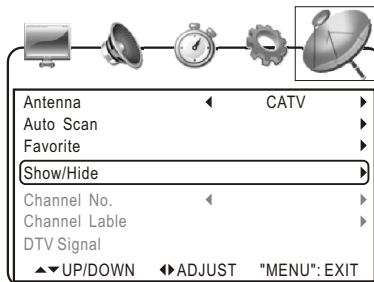 Antenna ◀ CATV ▶
Auto Scan ▶
Favorite ▶
Show/Hide ▶
Channel No. ◀ ▶
Channel Lable ▶
DTV Signal
▲▼UP/DOWN ◀▶ADJUST "MENU": EXIT